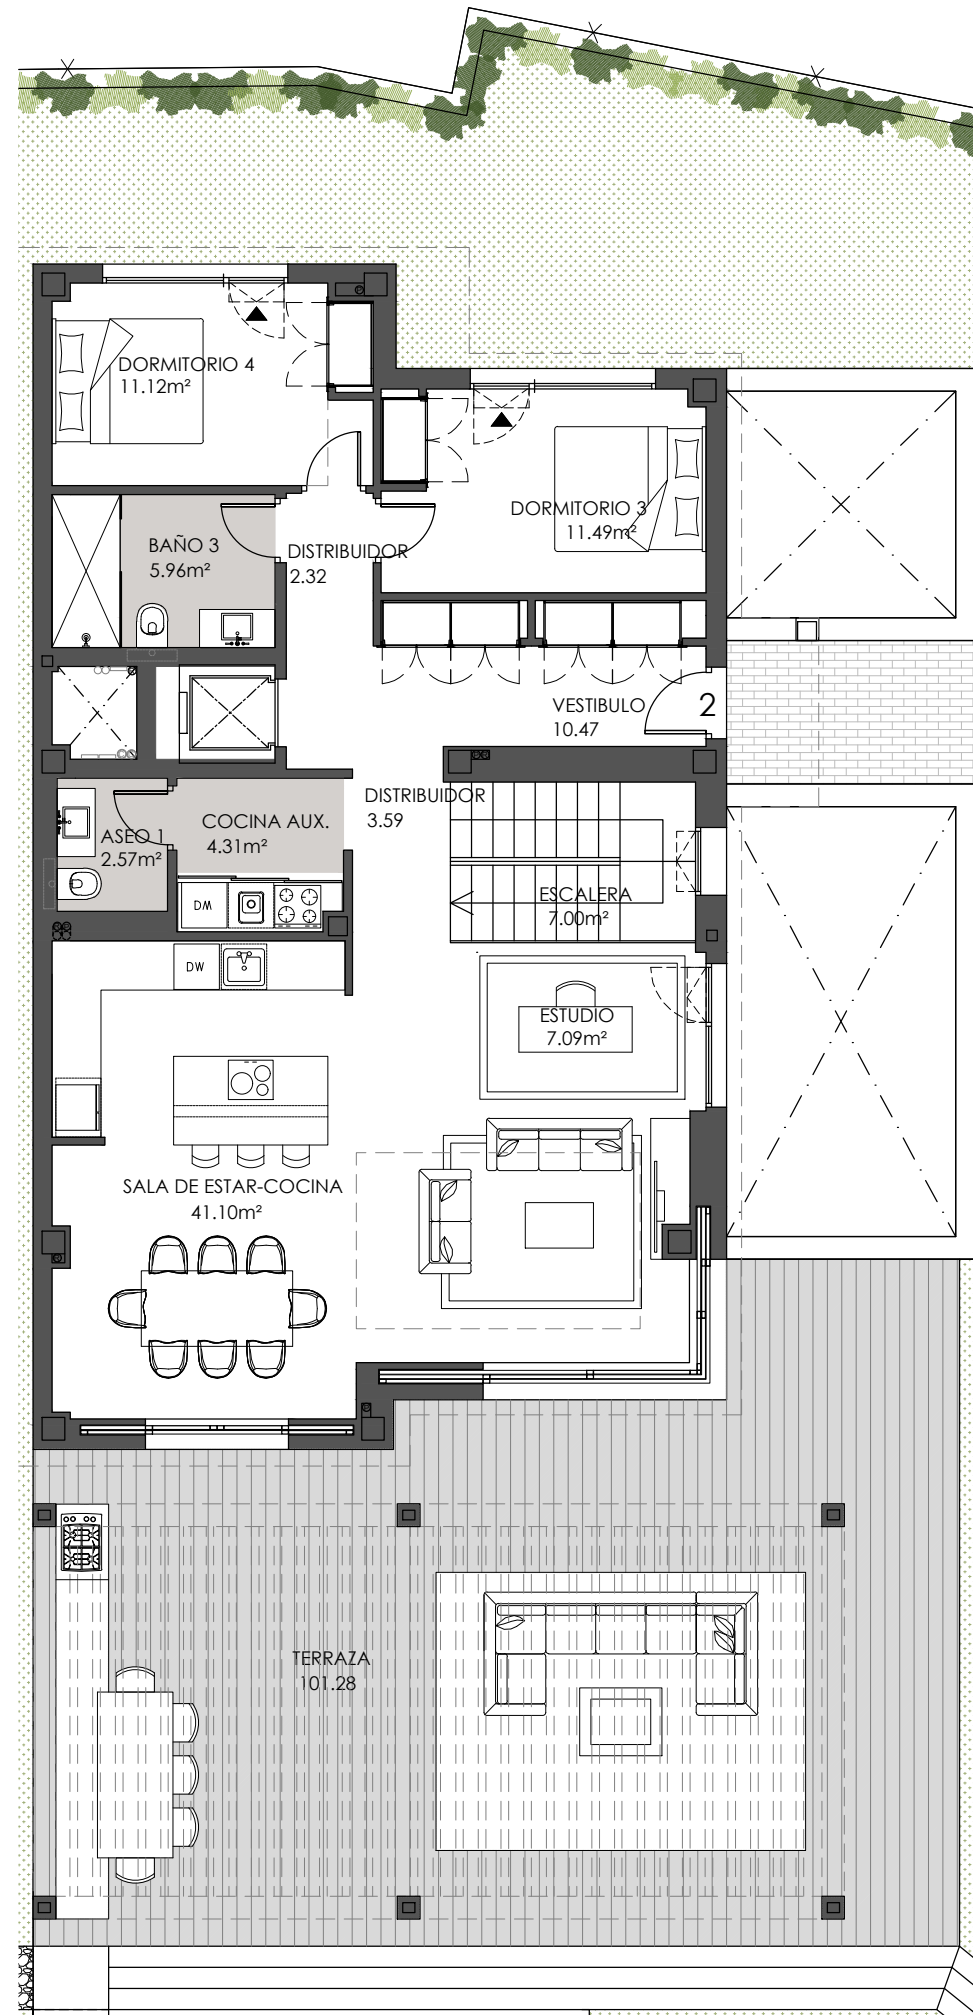 DORMITORIO 4
11.12m²
DORMITORIO 3
11.49m²
BAÑO 3
5.96m²
DISTRIBUIDOR
2.32
VESTIBULO
10.47
2
DISTRIBUIDOR
3.59
COCINA AUX.
4.31m²
ASEO 1
2.57m²
DM
ESCALERA
7.00m²
DW
ESTUDIO
7.09m²
SALA DE ESTAR-COCINA
41.10m²
TERRAZA
101.28